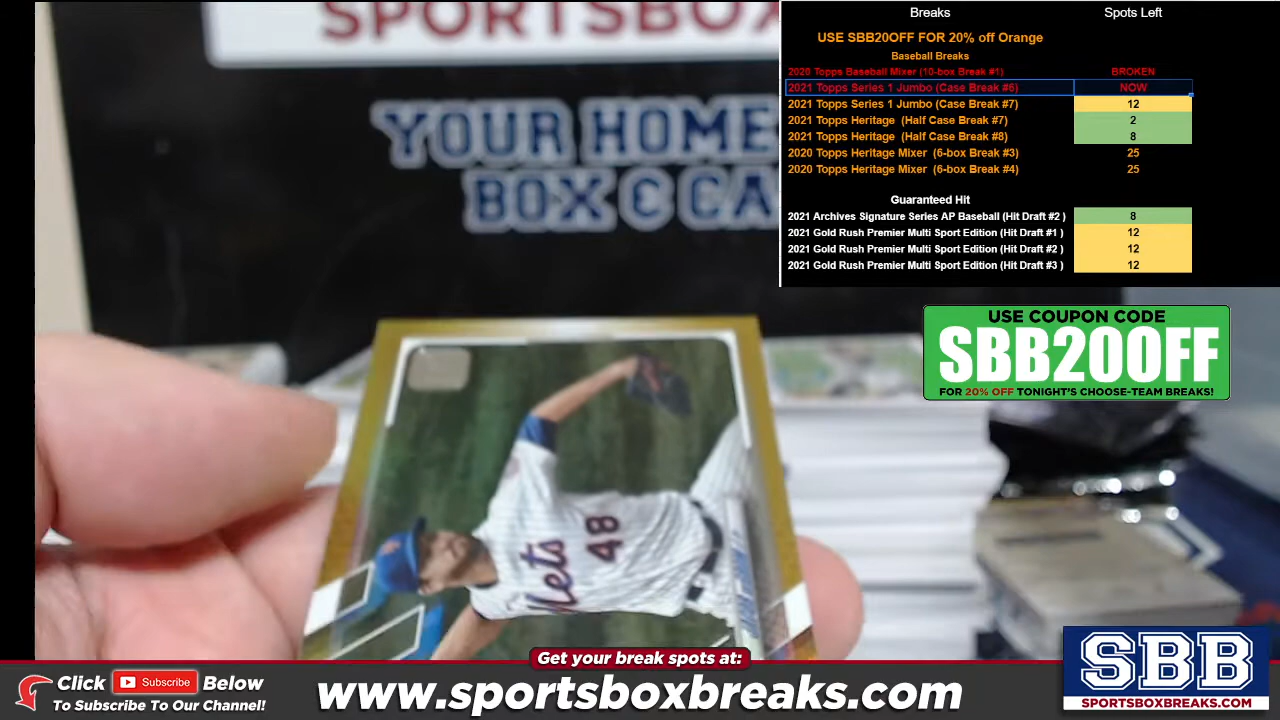 SPORTSBOX
YOUR HOME
BOX & CA
Breaks Spots Left
USE SBB20OFF FOR 20% off Orange
Baseball Breaks
2020 Topps Baseball Mixer (10-box Break #1) BROKEN
2021 Topps Series 1 Jumbo (Case Break #6) NOW
2021 Topps Series 1 Jumbo (Case Break #7) 12
2021 Topps Heritage (Half Case Break #7) 2
2021 Topps Heritage (Half Case Break #8) 8
2020 Topps Heritage Mixer (6-box Break #3) 25
2020 Topps Heritage Mixer (6-box Break #4) 25
Guaranteed Hit
2021 Archives Signature Series AP Baseball (Hit Draft #2 ) 8
2021 Gold Rush Premier Multi Sport Edition (Hit Draft #1 ) 12
2021 Gold Rush Premier Multi Sport Edition (Hit Draft #2 ) 12
2021 Gold Rush Premier Multi Sport Edition (Hit Draft #3 ) 12
USE COUPON CODE
SBB20OFF
FOR 20% OFF TONIGHT'S CHOOSE-TEAM BREAKS!
Mets
48
Get your break spots at:
Click Subscribe Below
To Subscribe To Our Channel!
www.sportsboxbreaks.com
SBB
SPORTSBOXBREAKS.COM